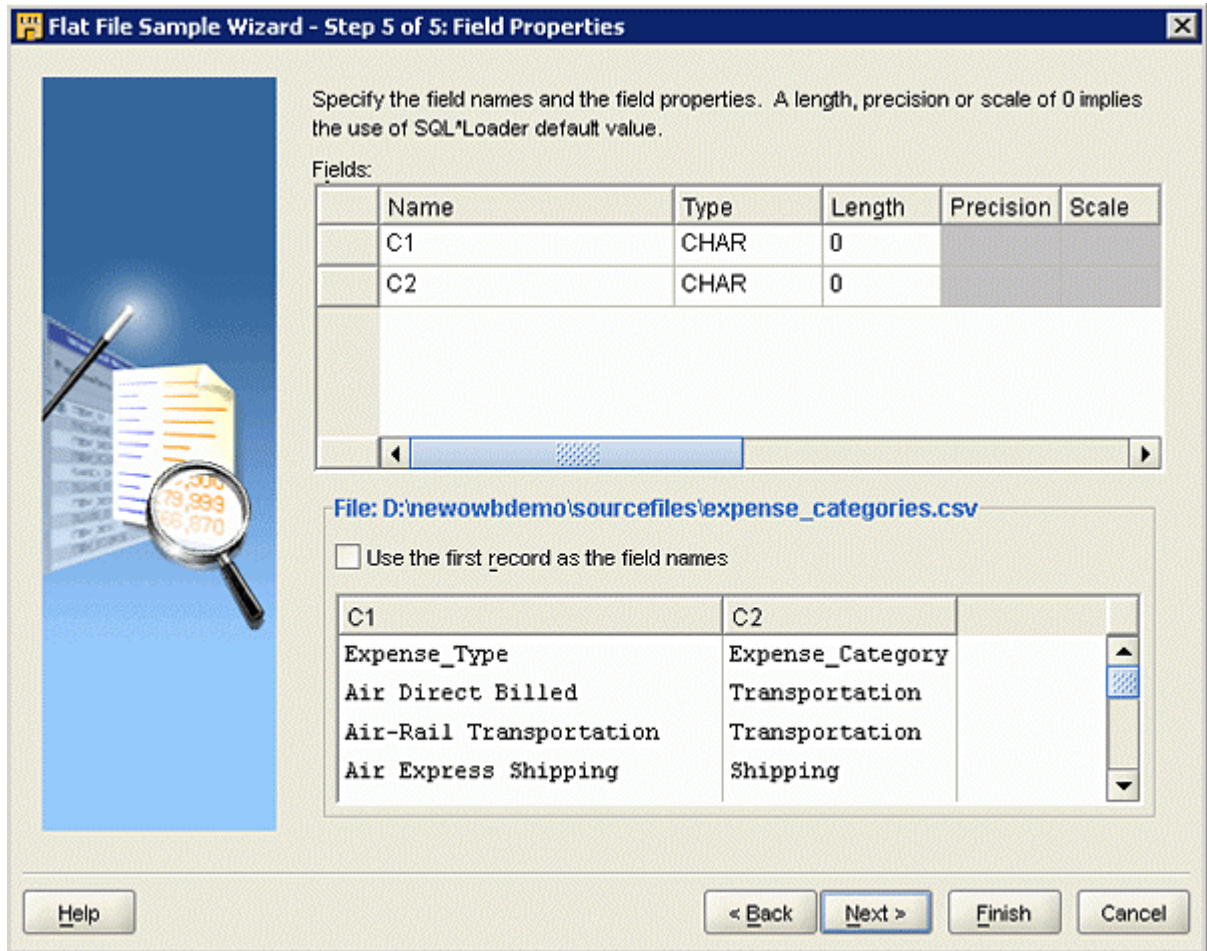 Flat File Sample Wizard - Step 5 of 5: Field Properties
Specify the field names and the field properties. A length, precision or scale of 0 implies
the use of SQL*Loader default value.
Fields:
Name Type Length Precision Scale
C1 CHAR 0
C2 CHAR 0
File: D:\newowbdemo\sourcefiles\expense_categories.csv
Use the first record as the field names
C1 C2
Expense_Type Expense_Category
Air Direct Billed Transportation
Air-Rail Transportation Transportation
Air Express Shipping Shipping
Help < Back Next > Finish Cancel